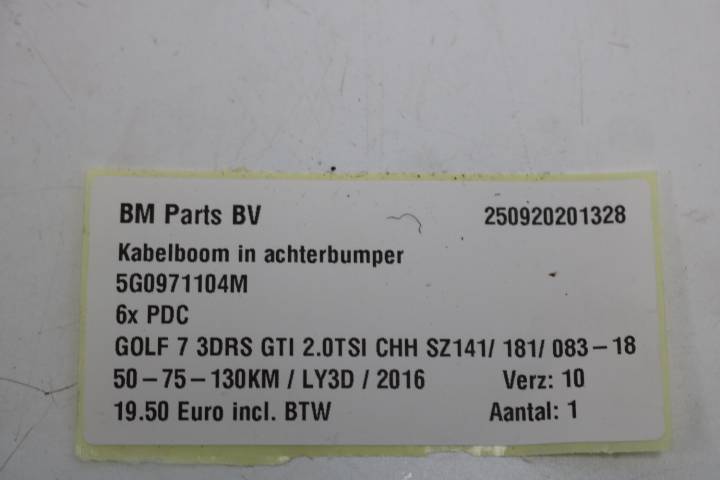 BM Parts BV 250920201328
Kabelboom in achterbumper
5G0971104M
6x PDC
GOLF 7 3DRS GTI 2.0TSI CHH SZ141/ 181/ 083-18
50-75-130KM / LY3D / 2016 Verz: 10
19.50 Euro incl. BTW Aantal: 1